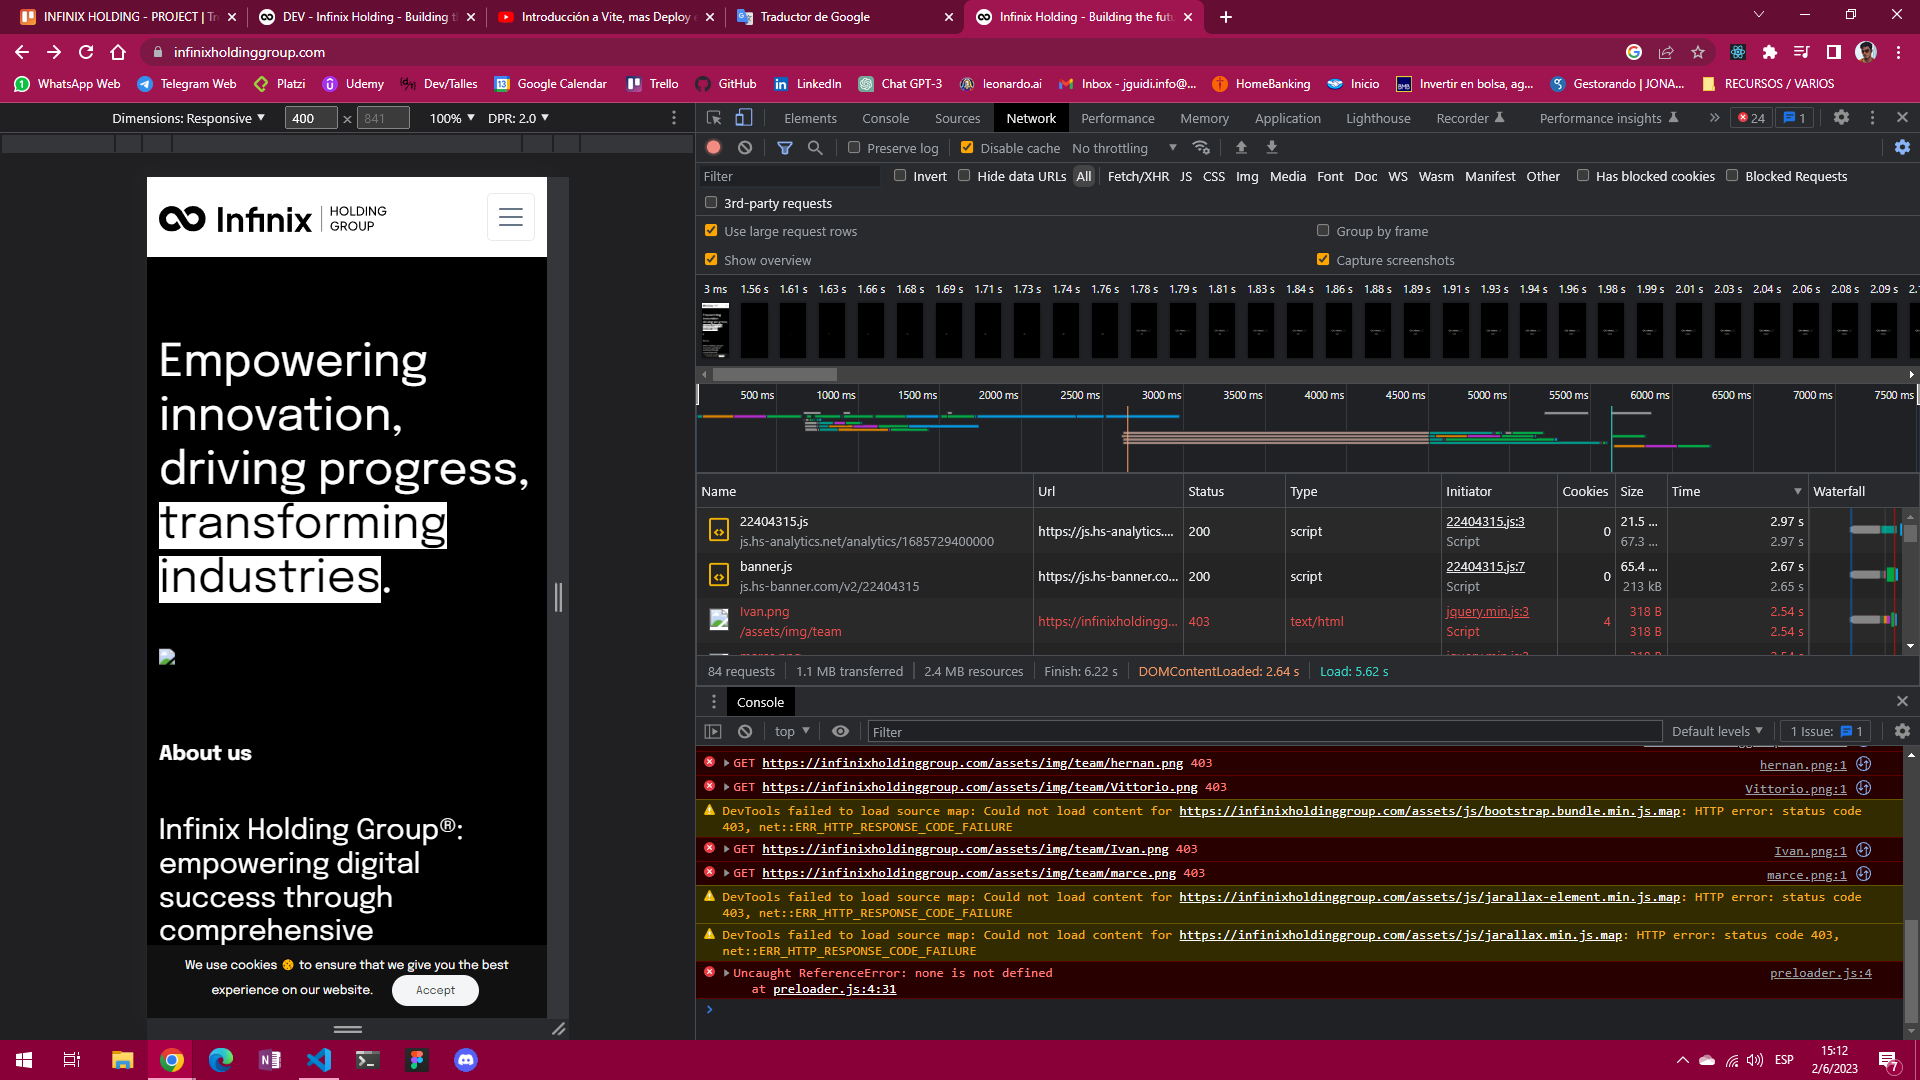 INFINIX HOLDING - PROJECT | Tr
DEV - Infinix Holding - Building t
Introducción a Vite, mas Deploy
Traductor de Google
Infinix Holding - Building the futu
infinixholdinggroup.com
WhatsApp Web
Telegram Web
Platzi
Udemy
Dev/Talles
Google Calendar
Trello
GitHub
LinkedIn
Chat GPT-3
leonardo.ai
Inbox - jguidi.info@...
HomeBanking
Inicio
Invertir en bolsa, ag...
Gestorando | JONA...
RECURSOS / VARIOS
Dimensions: Responsive
400 × 841
100%
DPR: 2.0
Elements
Console
Sources
Network
Performance
Memory
Application
Lighthouse
Recorder
Performance insights
24
1
Preserve log
Disable cache
No throttling
Filter
Invert
Hide data URLs
All
Fetch/XHR
JS
CSS
Img
Media
Font
Doc
WS
Wasm
Manifest
Other
Has blocked cookies
Blocked Requests
3rd-party requests
Use large request rows
Group by frame
Show overview
Capture screenshots
3 ms 1.56 s 1.61 s 1.63 s 1.66 s 1.68 s 1.69 s 1.71 s 1.73 s 1.74 s 1.76 s 1.78 s 1.79 s 1.81 s 1.83 s 1.84 s 1.86 s 1.88 s 1.89 s 1.91 s 1.93 s 1.94 s 1.96 s 1.98 s 1.99 s 2.01 s 2.03 s 2.04 s 2.06 s 2.08 s 2.09 s
500 ms 1000 ms 1500 ms 2000 ms 2500 ms 3000 ms 3500 ms 4000 ms 4500 ms 5000 ms 5500 ms 6000 ms 6500 ms 7000 ms 7500 ms
Name Url Status Type Initiator Cookies Size Time Waterfall
22404315.js
js.hs-analytics.net/analytics/1685729400000
https://js.hs-analytics....
200
script
22404315.js:3
Script
0
21.5 ...
67.3 ...
2.97 s
2.97 s
banner.js
js.hs-banner.com/v2/22404315
https://js.hs-banner.co...
200
script
22404315.js:7
Script
0
65.4 ...
213 kB
2.67 s
2.65 s
Ivan.png
/assets/img/team
https://infinixholdingg...
403
text/html
jquery.min.js:3
Script
4
318 B
318 B
2.54 s
2.54 s
84 requests
1.1 MB transferred
2.4 MB resources
Finish: 6.22 s
DOMContentLoaded: 2.64 s
Load: 5.62 s
Console
top
Filter
Default levels
1 Issue: 1
GET https://infinixholdinggroup.com/assets/img/team/hernan.png 403 hernan.png:1
GET https://infinixholdinggroup.com/assets/img/team/Vittorio.png 403 Vittorio.png:1
DevTools failed to load source map: Could not load content for https://infinixholdinggroup.com/assets/js/bootstrap.bundle.min.js.map: HTTP error: status code
403, net::ERR_HTTP_RESPONSE_CODE_FAILURE
GET https://infinixholdinggroup.com/assets/img/team/Ivan.png 403 Ivan.png:1
GET https://infinixholdinggroup.com/assets/img/team/marce.png 403 marce.png:1
DevTools failed to load source map: Could not load content for https://infinixholdinggroup.com/assets/js/jarallax-element.min.js.map: HTTP error: status code
403, net::ERR_HTTP_RESPONSE_CODE_FAILURE
DevTools failed to load source map: Could not load content for https://infinixholdinggroup.com/assets/js/jarallax.min.js.map: HTTP error: status code 403,
net::ERR_HTTP_RESPONSE_CODE_FAILURE
Uncaught ReferenceError: none is not defined preloader.js:4
at preloader.js:4:31
Infinix
HOLDING
GROUP
Empowering
innovation,
driving progress,
transforming
industries.
About us
Infinix Holding Group®:
empowering digital
success through
comprehensive
We use cookies 🍪 to ensure that we give you the best
experience on our website.
Accept
ESP
15:12
2/6/2023
7